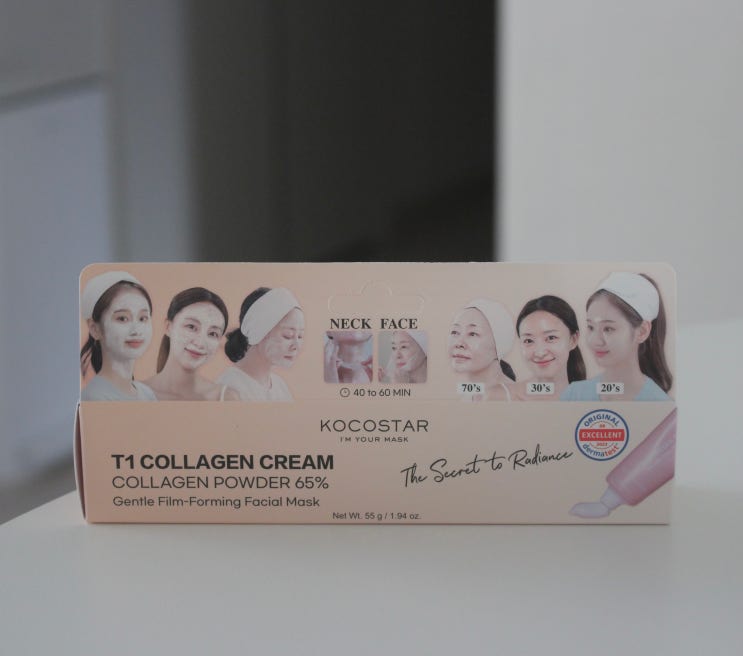 NECK FACE
40 to 60 MIN
70's 30's 20's
KOCOSTAR
I'M YOUR MASK
T1 COLLAGEN CREAM
COLLAGEN POWDER 65%
Gentle Film-Forming Facial Mask
The Secret to Radiance
ORIGINAL
EXCELLENT
dermatest
Net Wt. 55 g / 1.94 oz.